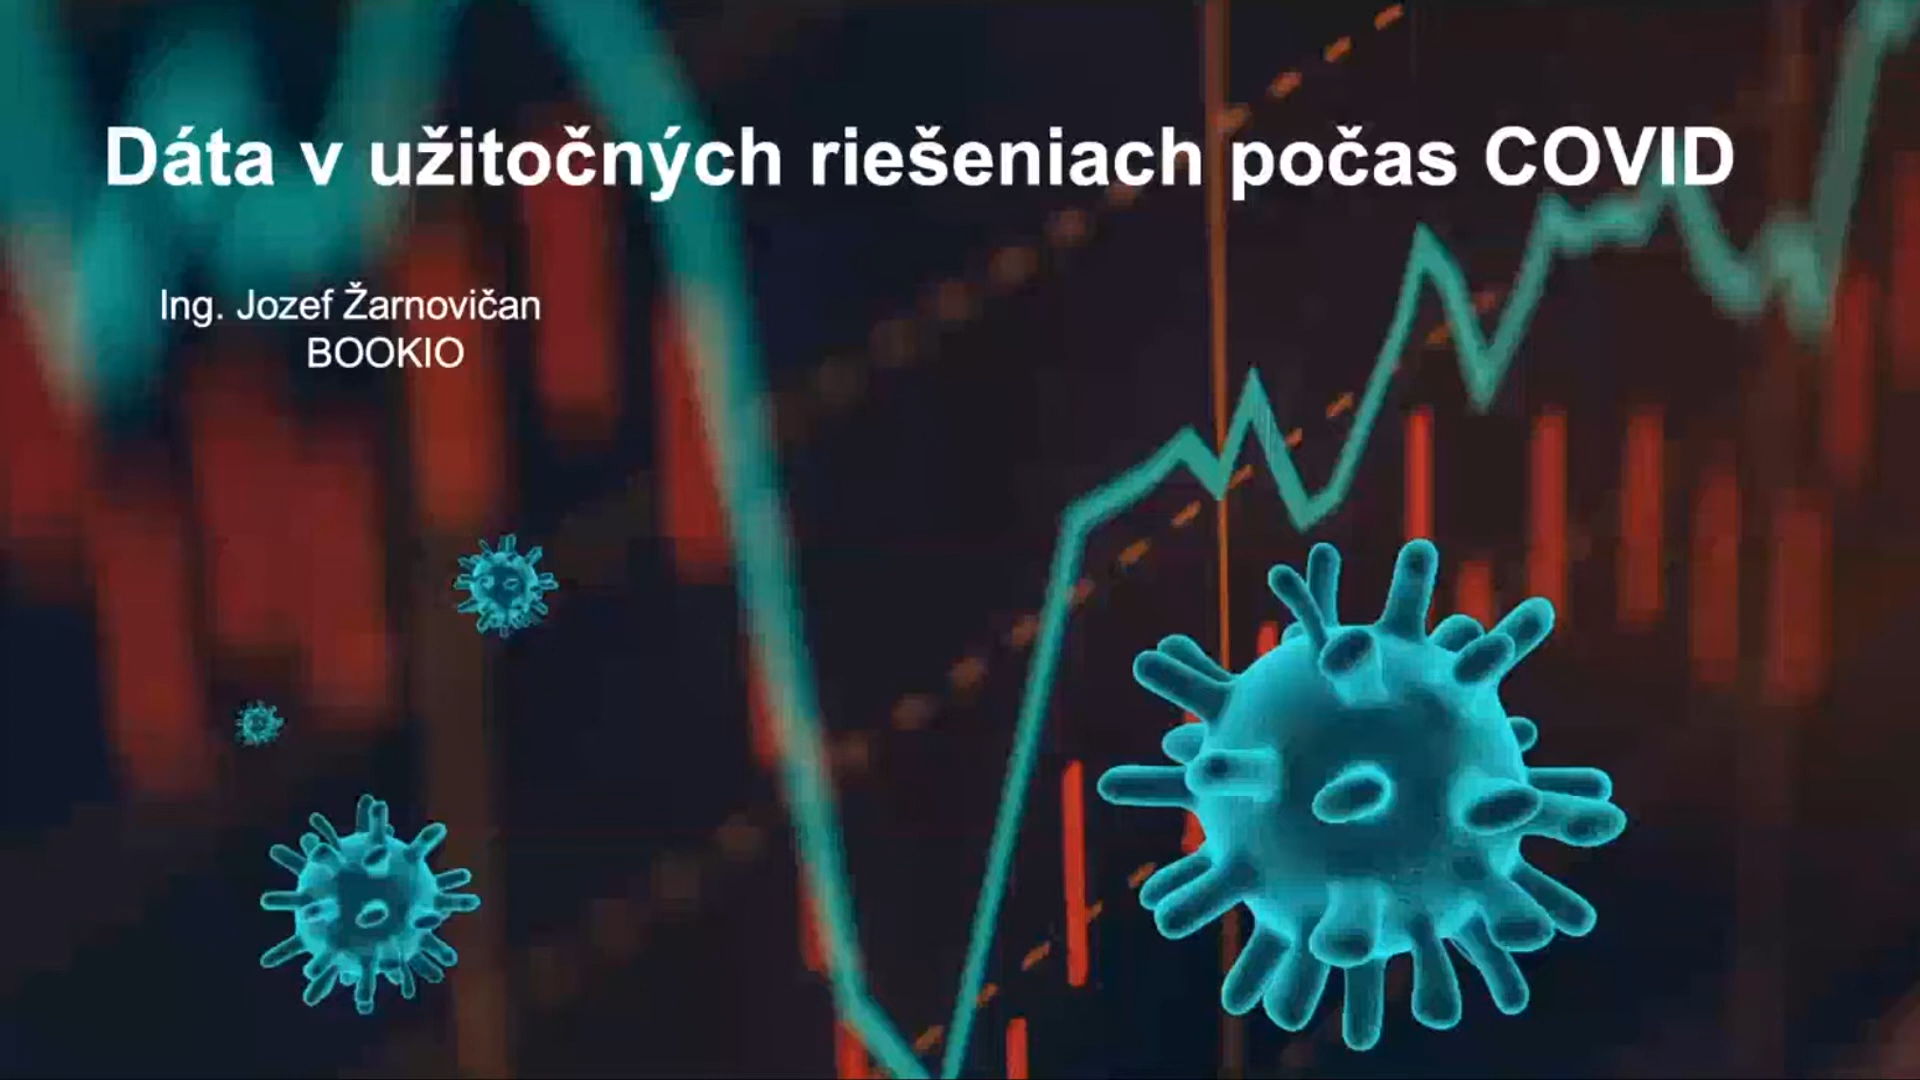 Dáta v užitočných riešeniach počas COVID
Ing. Jozef Žarnovičan
BOOKIO